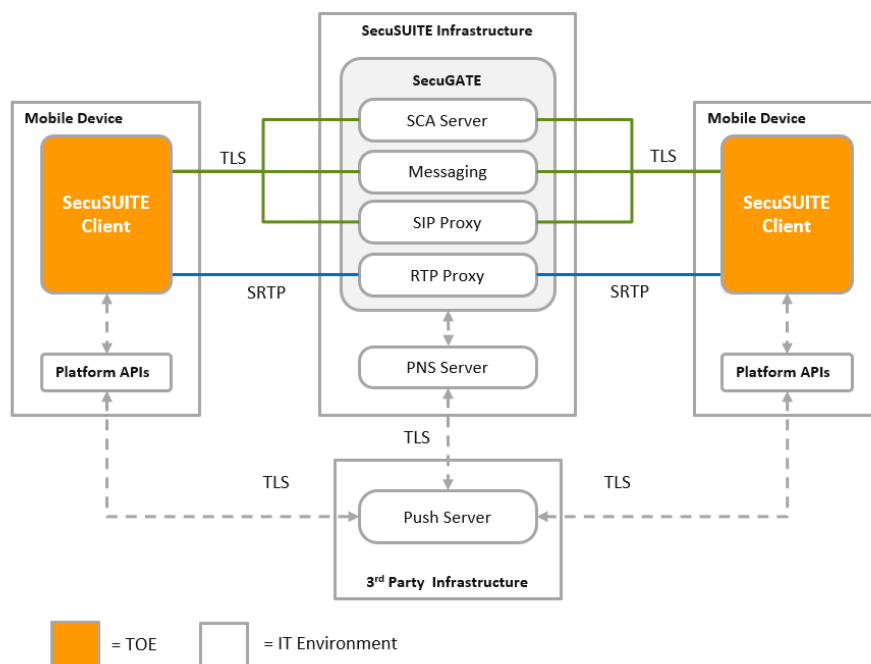 SecuSUITE Infrastructure
SecuGATE
Mobile Device
Mobile Device
SCA Server
TLS
TLS
Messaging
SecuSUITE
Client
SecuSUITE
Client
SIP Proxy
RTP Proxy
SRTP
SRTP
Platform APIs
PNS Server
Platform APIs
TLS
TLS
TLS
Push Server
3rd Party Infrastructure
= TOE
= IT Environment